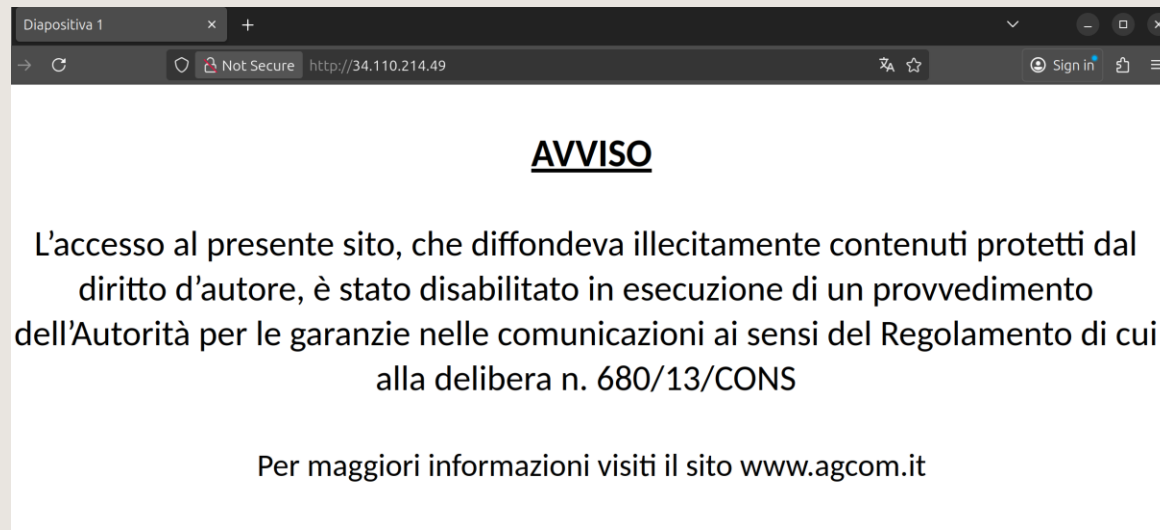 Diapositiva 1
Not Secure http://34.110.214.49
Sign in
AVVISO
L'accesso al presente sito, che diffondeva illecitamente contenuti protetti dal
diritto d'autore, è stato disabilitato in esecuzione di un provvedimento
dell'Autorità per le garanzie nelle comunicazioni ai sensi del Regolamento di cui
alla delibera n. 680/13/CONS
Per maggiori informazioni visiti il sito www.agcom.it